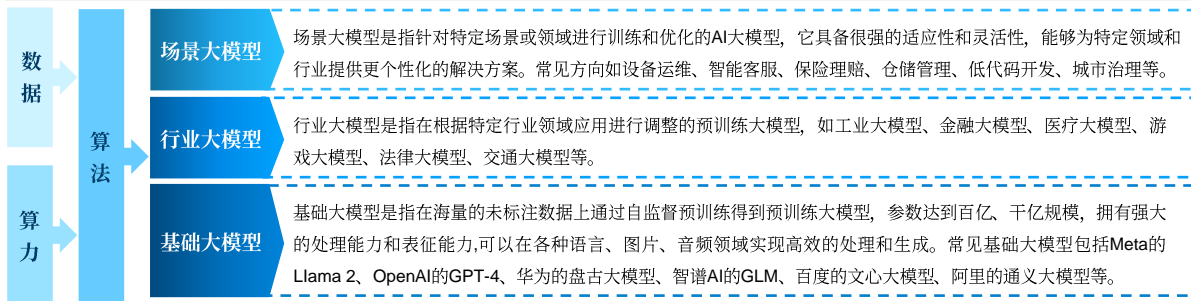 数据
算力
算法
场景大模型
场景大模型是指针对特定场景或领域进行训练和优化的AI大模型，它具备很强的适应性和灵活性，能够为特定领域和
行业提供更个性化的解决方案。常见方向如设备运维、智能客服、保险理赔、仓储管理、低代码开发、城市治理等。
行业大模型
行业大模型是指在根据特定行业领域应用进行调整的预训练大模型，如工业大模型、金融大模型、医疗大模型、游
戏大模型、法律大模型、交通大模型等。
基础大模型
基础大模型是指在海量的未标注数据上通过自监督预训练得到预训练大模型，参数达到百亿、千亿规模，拥有强大
的处理能力和表征能力,可以在各种语言、图片、音频领域实现高效的处理和生成。常见基础大模型包括Meta的
Llama 2、OpenAI的GPT-4、华为的盘古大模型、智谱AI的GLM、百度的文心大模型、阿里的通义大模型等。